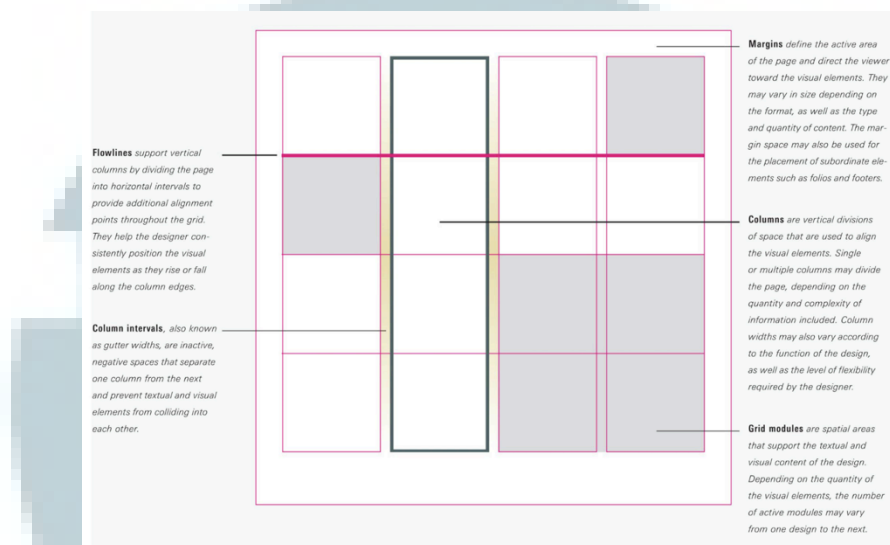 Flowlines support vertical
columns by dividing the page
into horizontal intervals to
provide additional alignment
points throughout the grid.
They help the designer con-
sistently position the visual
elements as they rise or fall
along the column edges.
Column intervals, also known
as gutter widths, are inactive,
negative spaces that separate
one column from the next
and prevent textual and visual
elements from colliding into
each other.
Margins define the active area
of the page and direct the viewer
toward the visual elements. They
may vary in size depending on
the format, as well as the type
and quantity of content. The mar-
gin space may also be used for
the placement of subordinate ele-
ments such as folios and footers.
Columns are vertical divisions
of space that are used to align
the visual elements. Single
or multiple columns may divide
the page, depending on the
quantity and complexity of
information included. Column
widths may also vary according
to the function of the design,
as well as the level of flexibility
required by the designer.
Grid modules are spatial areas
that support the textual and
visual content of the design.
Depending on the quantity of
the visual elements, the number
of active modules may vary
from one design to the next.